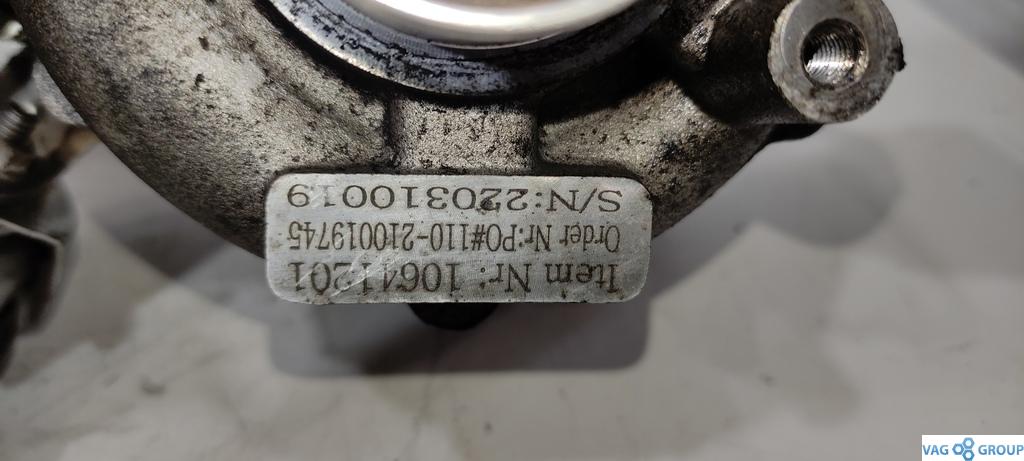 Item Nr: 10641201
Order Nr:PO#110-210019745
S/N:220310019
VAG GROUP